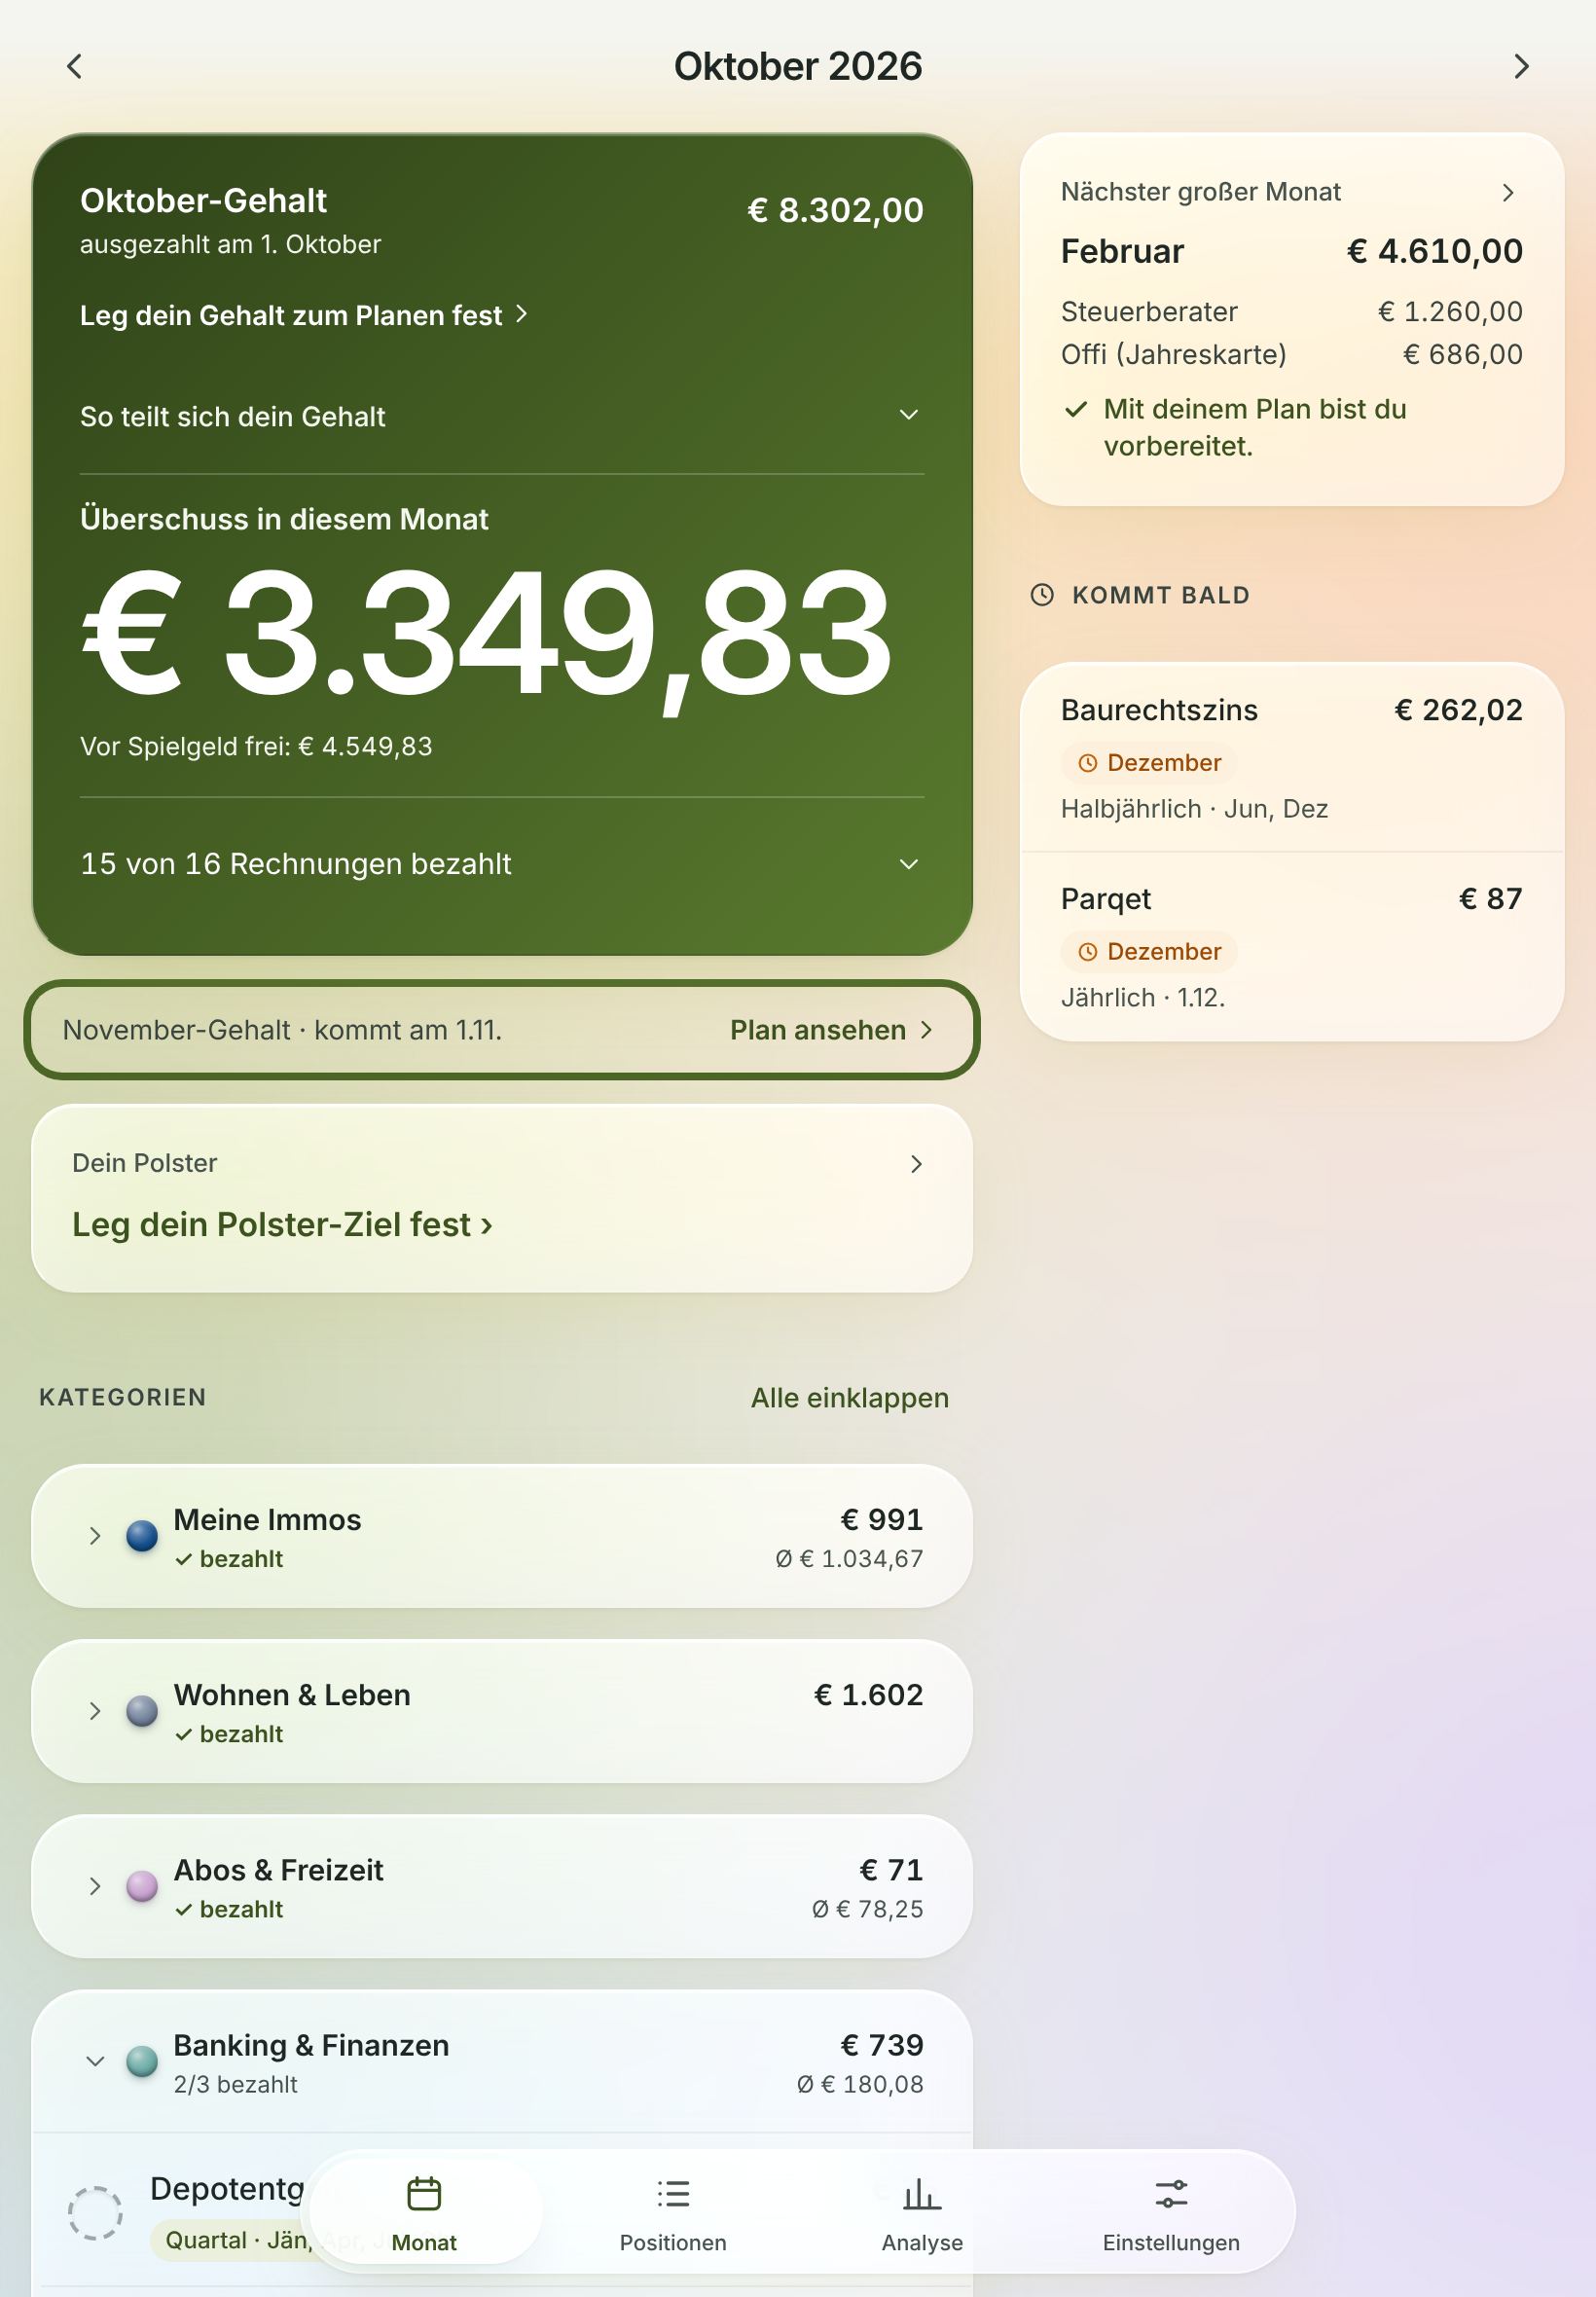 Oktober 2026
Oktober-Gehalt
€ 8.302,00
ausgezahlt am 1. Oktober
Leg dein Gehalt zum Planen fest
So teilt sich dein Gehalt
Überschuss in diesem Monat
€ 3.349,83
Vor Spielgeld frei: € 4.549,83
15 von 16 Rechnungen bezahlt
November-Gehalt · kommt am 1.11.
Plan ansehen
Dein Polster
Leg dein Polster-Ziel fest ›
KATEGORIEN
Alle einklappen
Meine Immos
€ 991
✓ bezahlt
Ø € 1.034,67
Wohnen & Leben
€ 1.602
✓ bezahlt
Abos & Freizeit
€ 71
✓ bezahlt
Ø € 78,25
Banking & Finanzen
€ 739
2/3 bezahlt
Ø € 180,08
Quartal · Jän, Apr,
Nächster großer Monat
Februar
€ 4.610,00
Steuerberater
€ 1.260,00
Offi (Jahreskarte)
€ 686,00
Mit deinem Plan bist du
vorbereitet.
KOMMT BALD
Baurechtszins
€ 262,02
Dezember
Halbjährlich · Jun, Dez
Parqet
€ 87
Dezember
Jährlich · 1.12.
Monat
Positionen
Analyse
Einstellungen